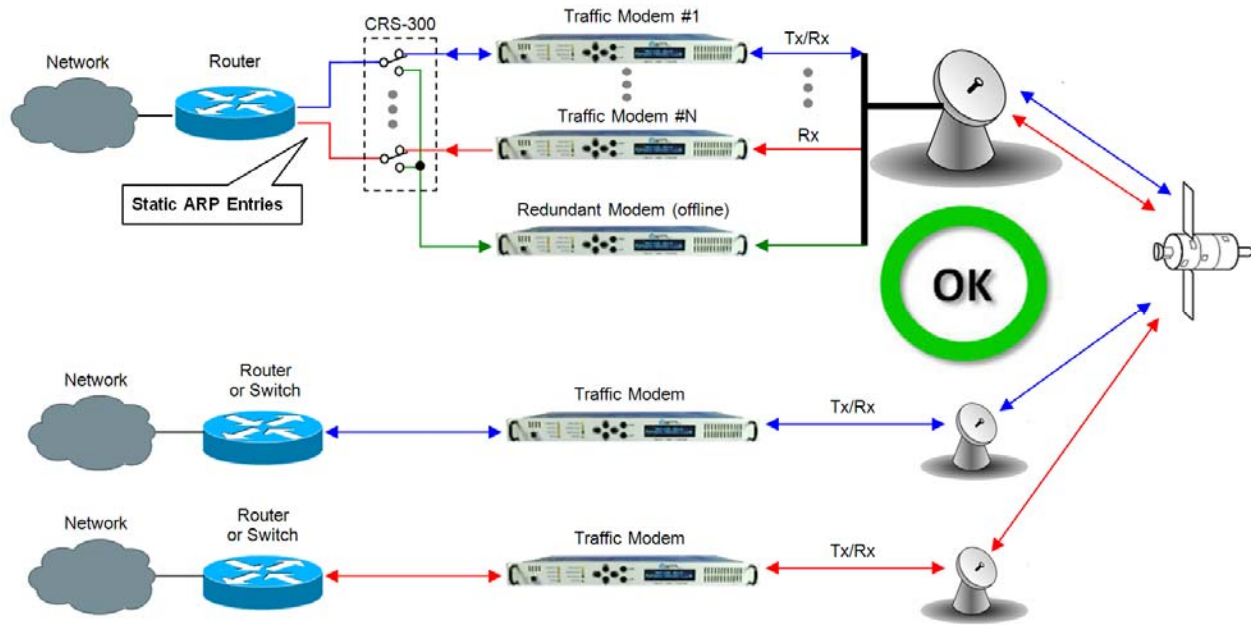 CRS-300
Traffic Modem #1
Network
Router
Tx/Rx
Traffic Modem #N
Rx
Static ARP Entries
Redundant Modem (offline)
OK
Network
Router
or Switch
Traffic Modem
Tx/Rx
Network
Router
or Switch
Traffic Modem
Tx/Rx